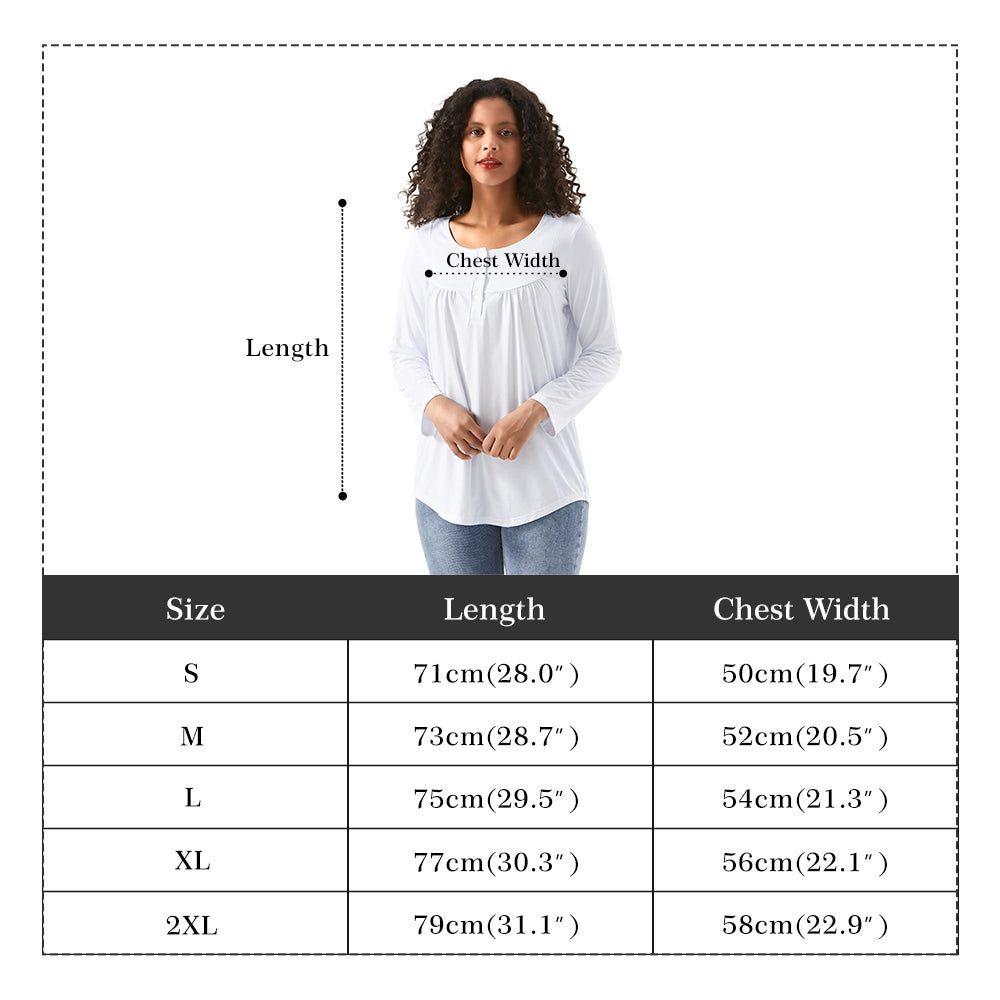 Chest Width
Length
Size Length Chest Width
S 71cm(28.0″) 50cm(19.7″)
M 73cm(28.7″) 52cm(20.5″)
L 75cm(29.5″) 54cm(21.3″)
XL 77cm(30.3″) 56cm(22.1″)
2XL 79cm(31.1″) 58cm(22.9″)